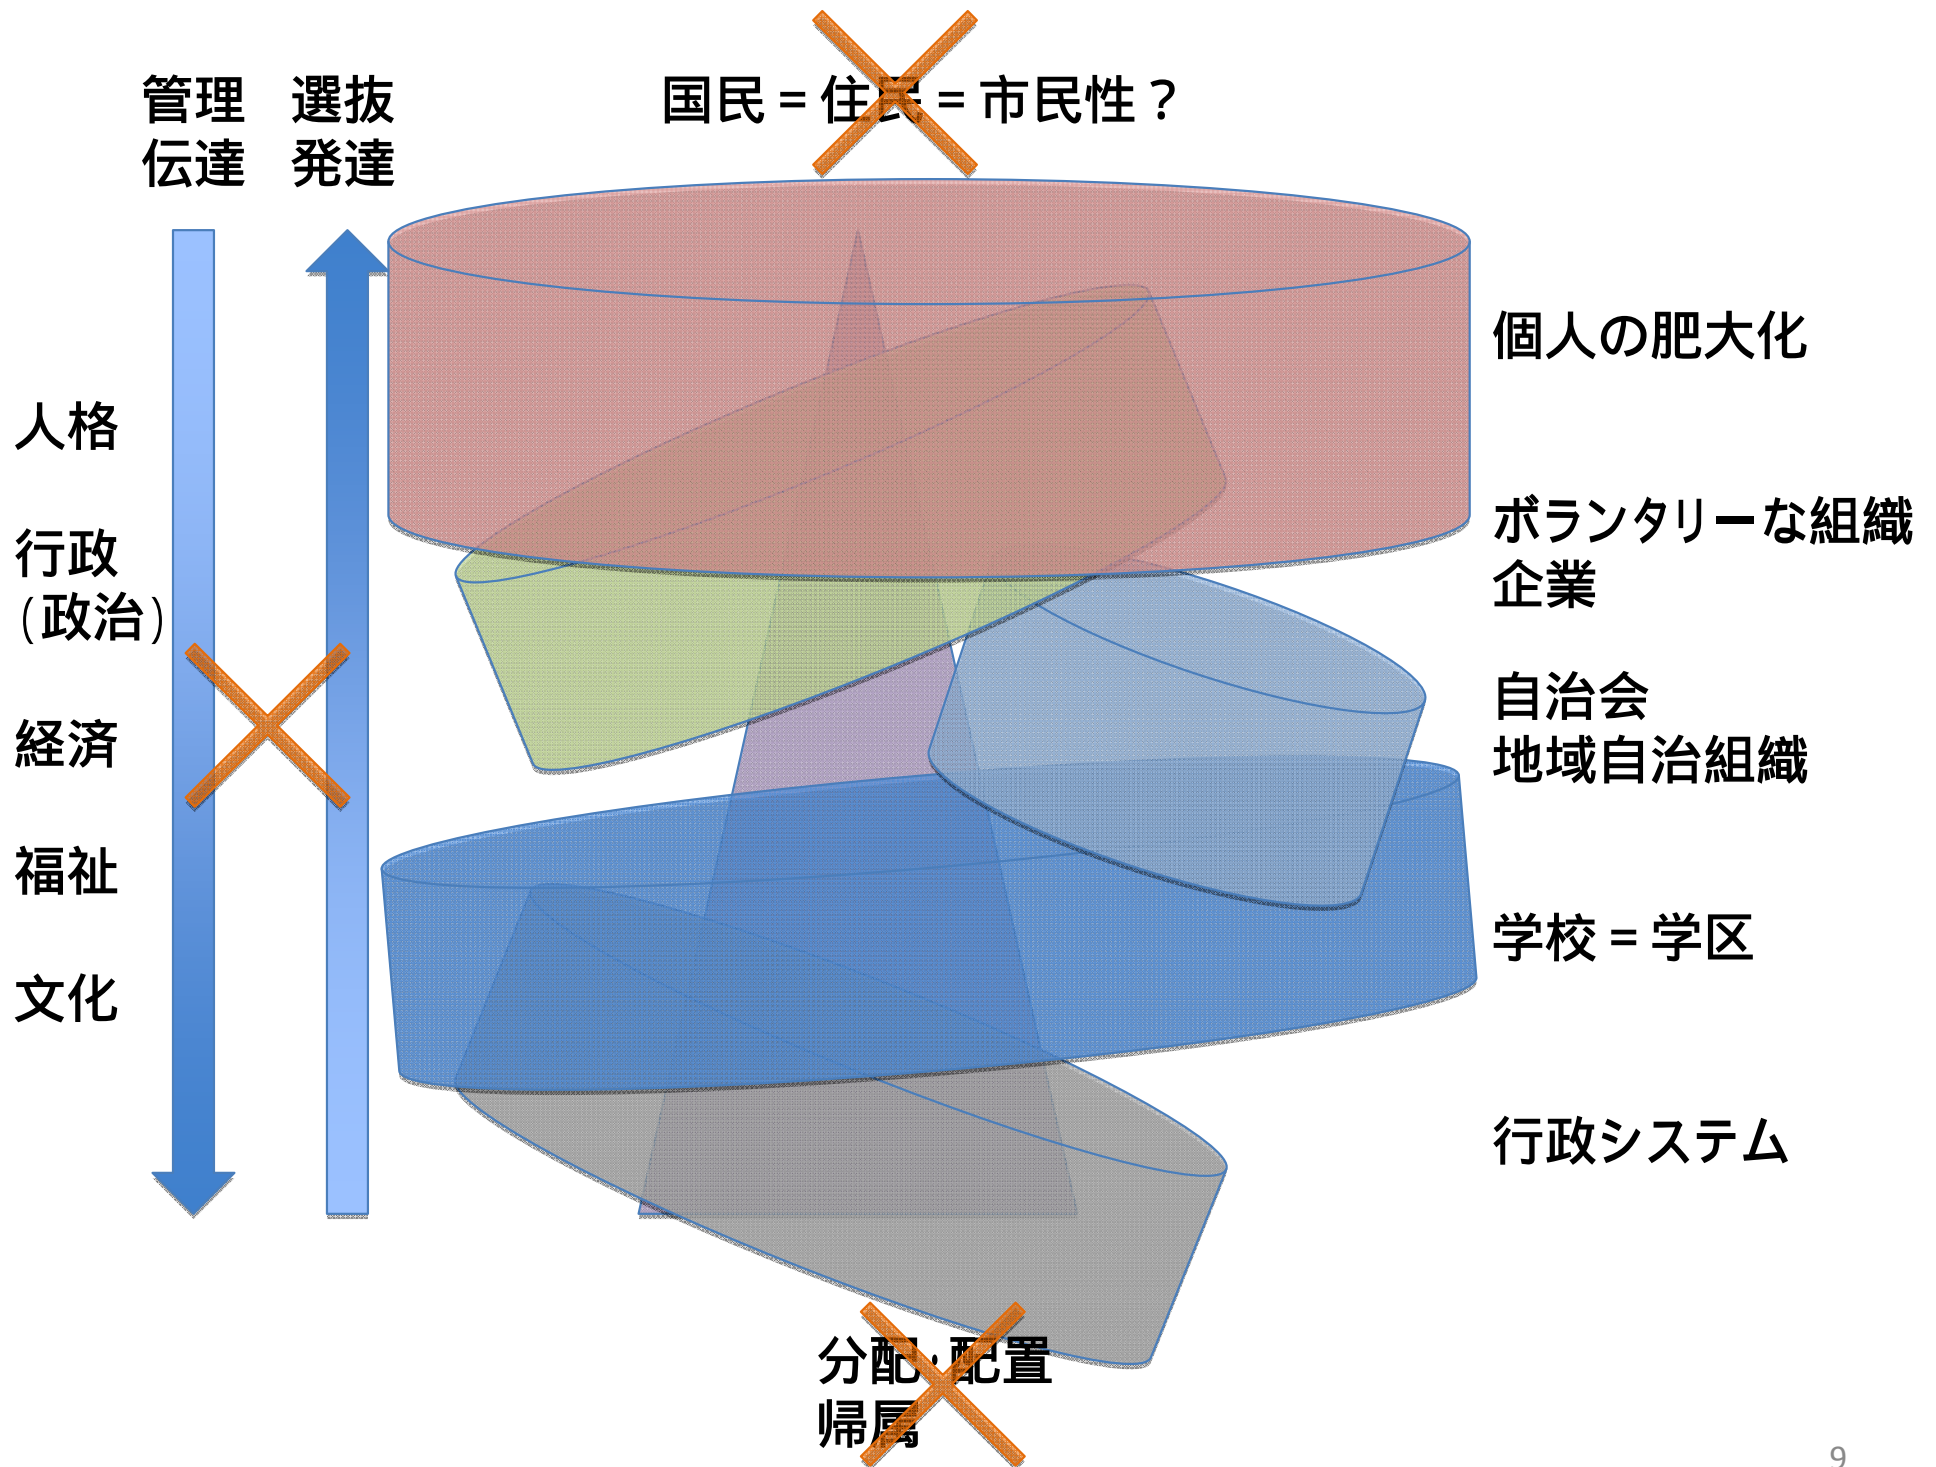 国民＝住民＝市民性？
管理 選抜
伝達 発達
個人の肥大化
人格
ボランタリーな組織
企業
行政
（政治）
自治会
地域自治組織
経済
福祉
学校＝学区
文化
行政システム
分配・配置
帰属
9